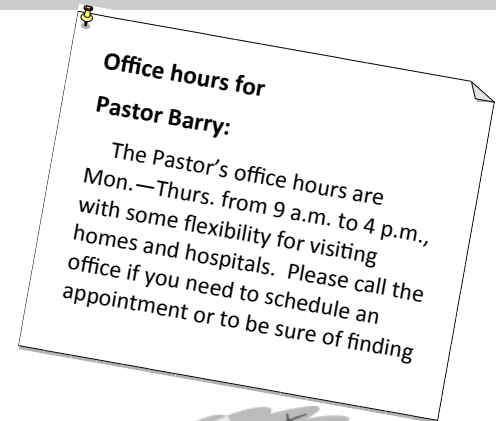 Office hours for
Pastor Barry:
The Pastor’s office hours are
Mon.—Thurs. from 9 a.m. to 4 p.m.,
with some flexibility for visiting
homes and hospitals.  Please call the
office if you need to schedule an
appointment or to be sure of finding